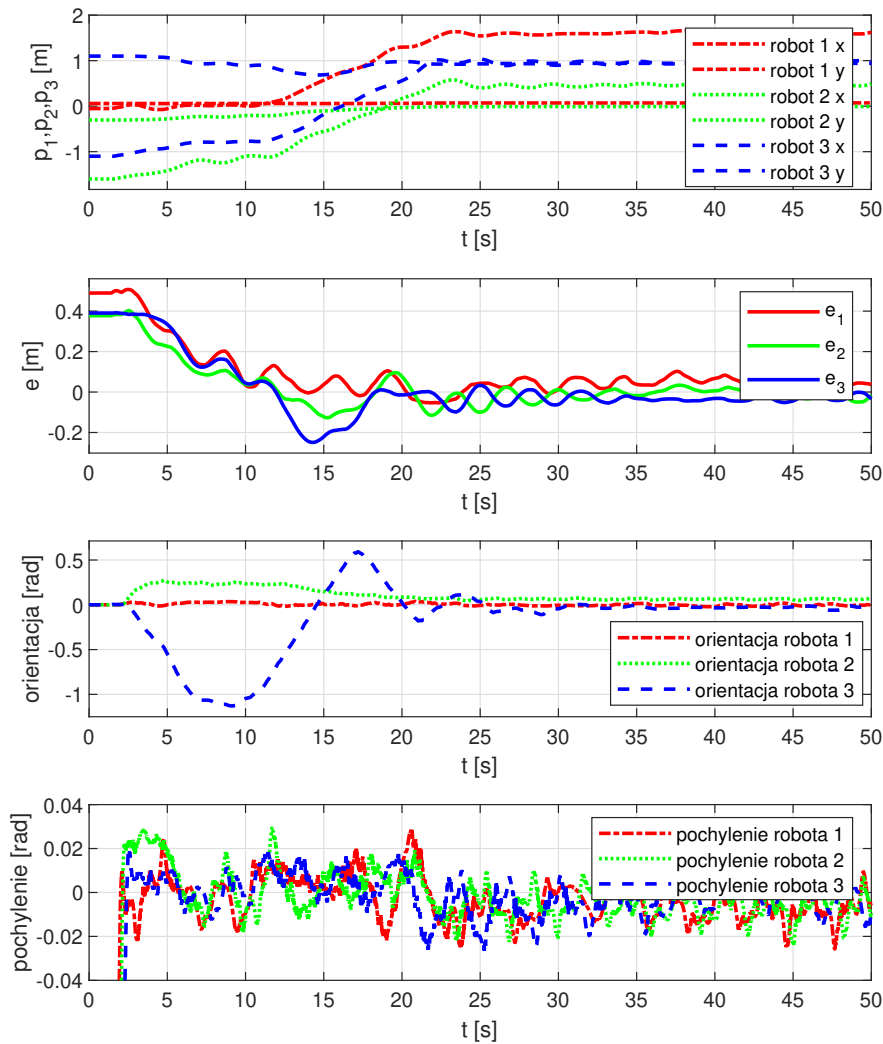 2
1
0
-1
p1,p2,p3 [m]
0 5 10 15 20 25 30 35 40 45 50
t [s]
robot 1 x
robot 1 y
robot 2 x
robot 2 y
robot 3 x
robot 3 y
0.4
0.2
0
-0.2
e [m]
0 5 10 15 20 25 30 35 40 45 50
t [s]
e1
e2
e3
0.5
0
-0.5
-1
orientacja [rad]
0 5 10 15 20 25 30 35 40 45 50
t [s]
orientacja robota 1
orientacja robota 2
orientacja robota 3
0.04
0.02
0
-0.02
-0.04
pochylenie [rad]
0 5 10 15 20 25 30 35 40 45 50
t [s]
pochylenie robota 1
pochylenie robota 2
pochylenie robota 3